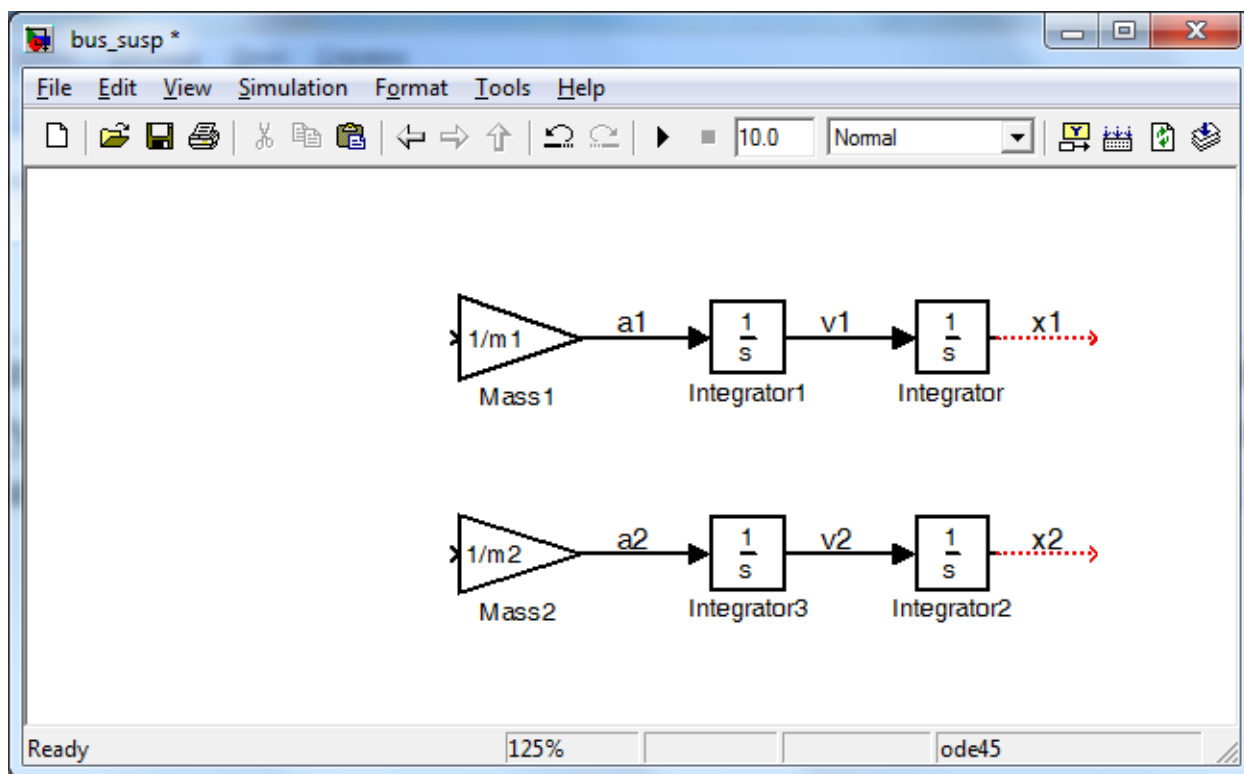 bus_susp *
File Edit View Simulation Format Tools Help
10.0 Normal
a1 v1 x1
1/m1 1/s 1/s
Mass1 Integrator1 Integrator
a2 v2 x2
1/m2 1/s 1/s
Mass2 Integrator3 Integrator2
Ready 125% ode45